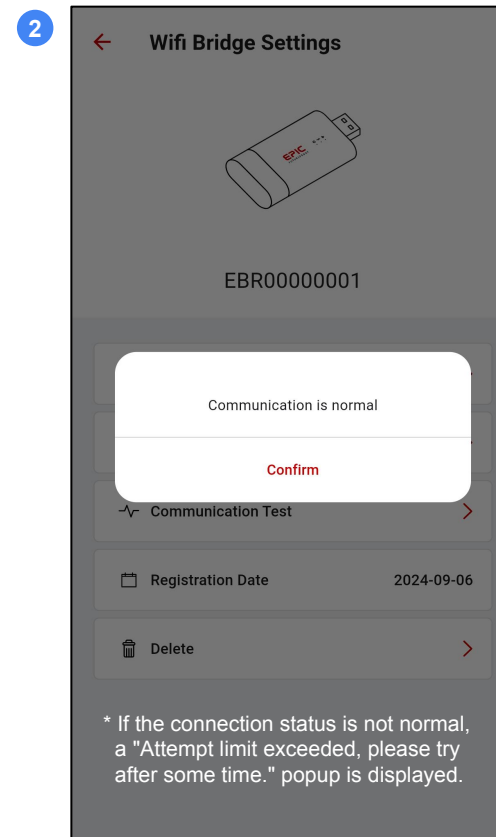 2
Wifi Bridge Settings
EPIC
EBR00000001
Communication is normal
Confirm
Communication Test
Registration Date 2024-09-06
Delete
* If the connection status is not normal,
a "Attempt limit exceeded, please try
after some time." popup is displayed.